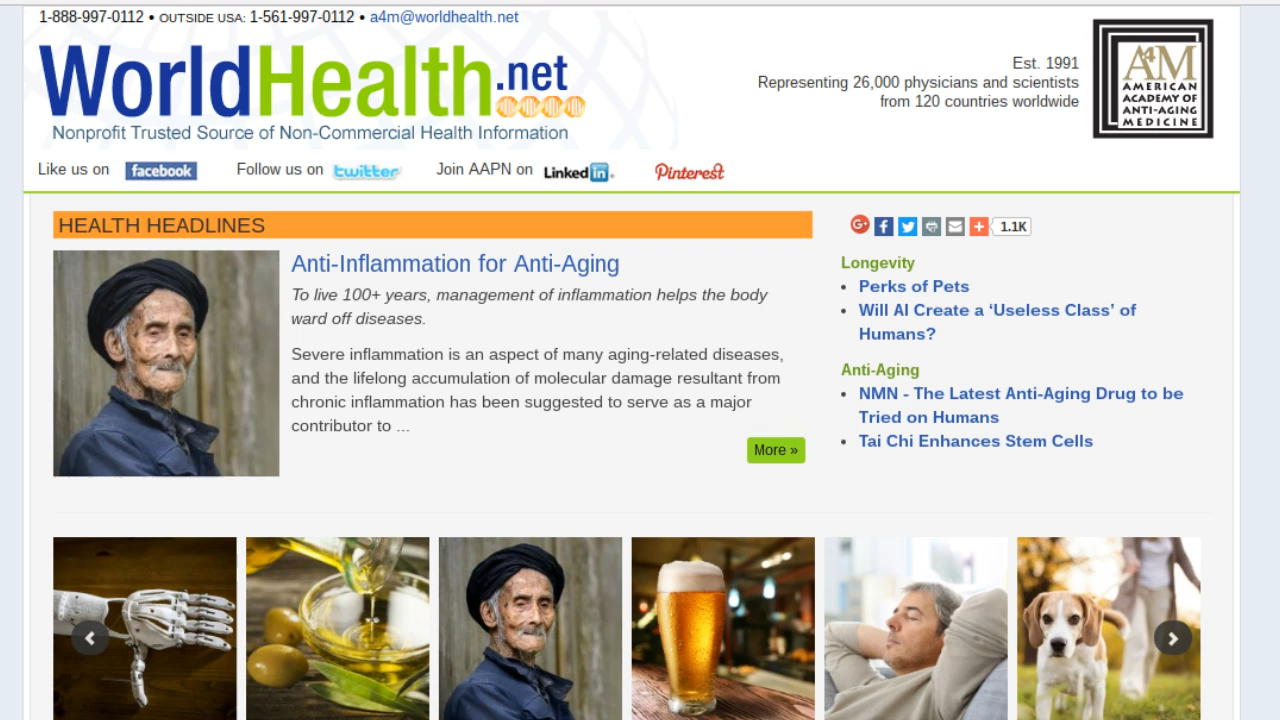 1-888-997-0112 • OUTSIDE USA: 1-561-997-0112 • a4m@worldhealth.net
WorldHealth.net
Nonprofit Trusted Source of Non-Commercial Health Information
Est. 1991
Representing 26,000 physicians and scientists
from 120 countries worldwide
A4M
AMERICAN
ACADEMY OF
ANTI-AGING
MEDICINE
Like us on facebook Follow us on twitter Join AAPN on LinkedIn Pinterest
HEALTH HEADLINES
Anti-Inflammation for Anti-Aging
To live 100+ years, management of inflammation helps the body
ward off diseases.
Severe inflammation is an aspect of many aging-related diseases,
and the lifelong accumulation of molecular damage resultant from
chronic inflammation has been suggested to serve as a major
contributor to ...
More »
G+ f 1.1K
Longevity
• Perks of Pets
• Will AI Create a ‘Useless Class’ of
Humans?
Anti-Aging
• NMN - The Latest Anti-Aging Drug to be
Tried on Humans
• Tai Chi Enhances Stem Cells